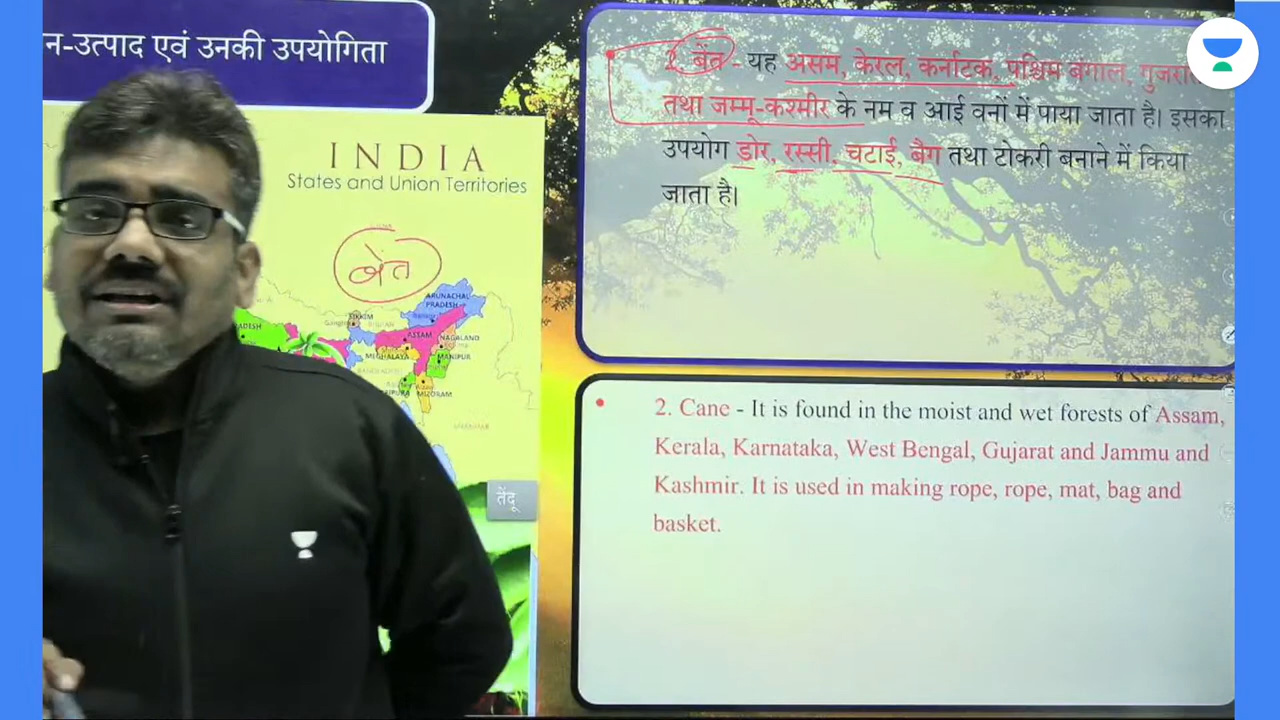 न-उत्पाद एवं उनकी उपयोगिता
INDIA
States and Union Territories
बेंत
ARUNACHAL
PRADESH
SIKKIM
ADESH
ASSAM
NAGALAND
MEGHALAYA
MANIPUR
MIZORAM
तेंदू
2. बेंत - यह असम, केरल, कर्नाटक, पश्चिम बंगाल, गुजरात
तथा जम्मू-कश्मीर के नम व आई वनों में पाया जाता है। इसका
उपयोग डोर, रस्सी, चटाई, बैग तथा टोकरी बनाने में किया
जाता है।
2. Cane - It is found in the moist and wet forests of Assam,
Kerala, Karnataka, West Bengal, Gujarat and Jammu and
Kashmir. It is used in making rope, rope, mat, bag and
basket.